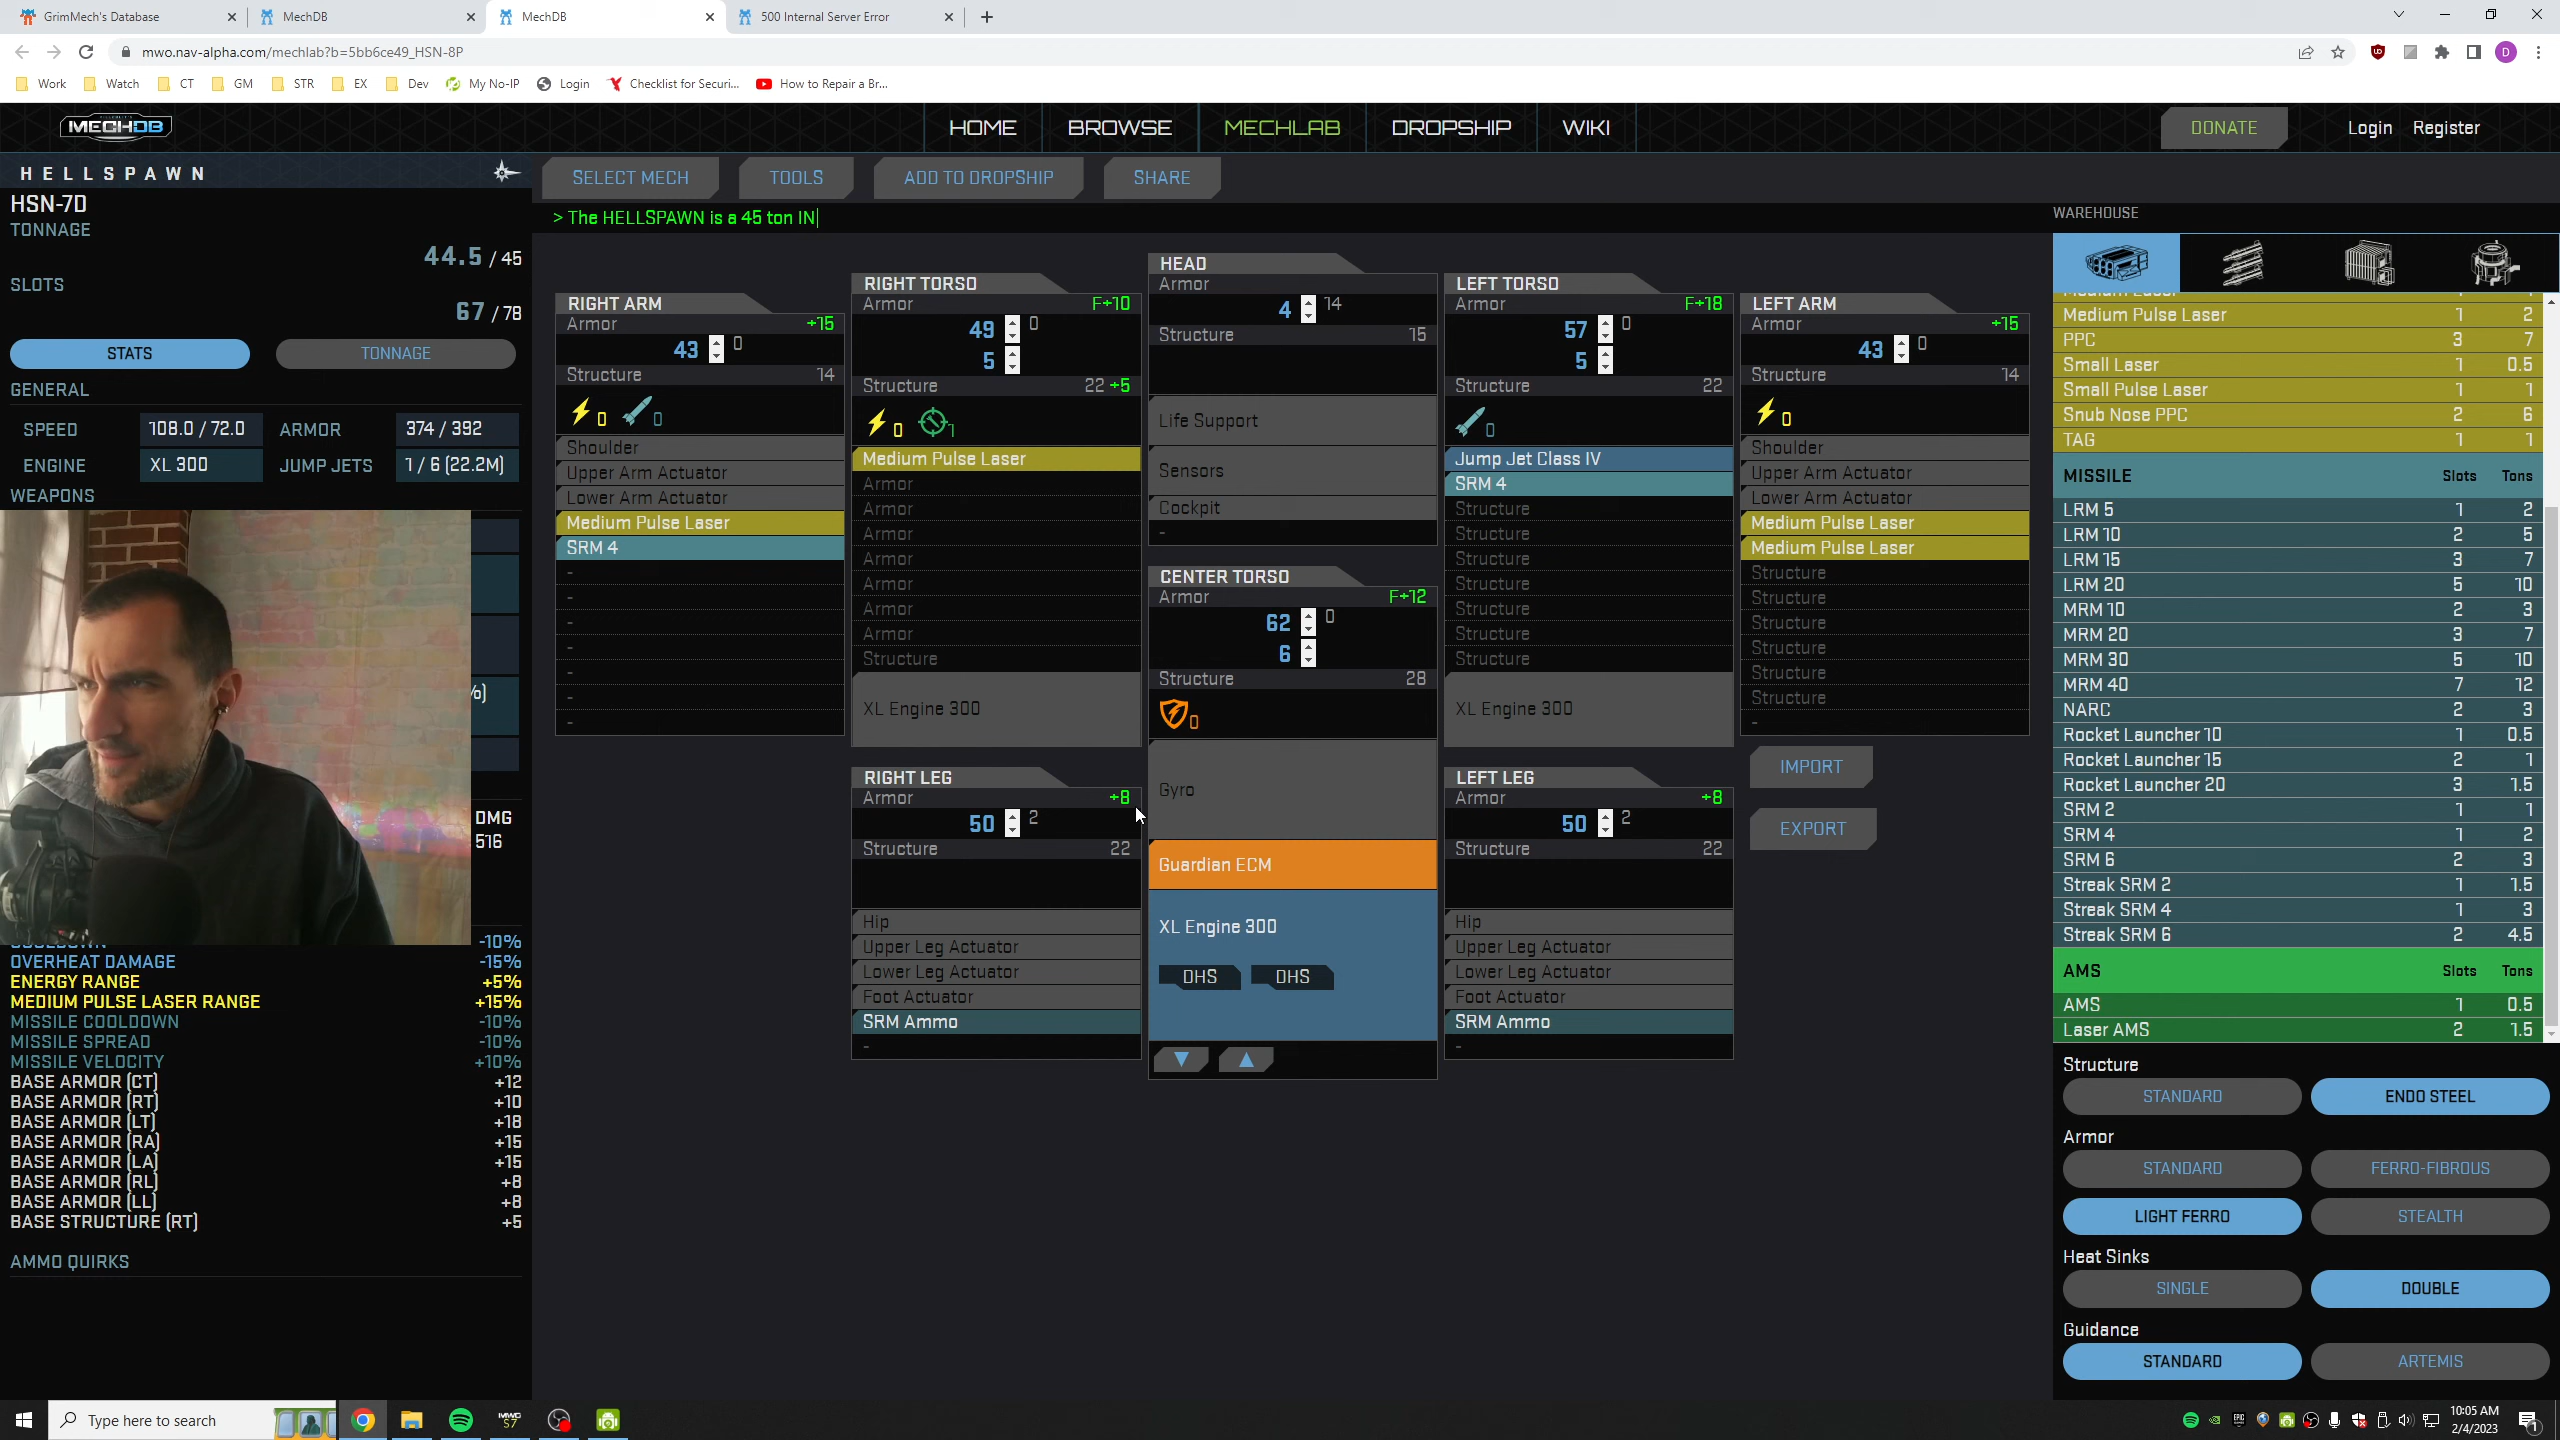 GrimMech's Database
MechDB
MechDB
500 Internal Server Error
mwo.nav-alpha.com/mechlab?b=5bb6ce49_HSN-8P
D
Work
Watch
CT
GM
STR
EX
Dev
My No-IP
Login
Checklist for Securi...
How to Repair a Br...
MECHDB
HOME
BROWSE
MECHLAB
DROPSHIP
WIKI
DONATE
Login
Register
HELLSPAWN
HSN-7D
TONNAGE
44.5 / 45
SLOTS
67 / 78
STATS
TONNAGE
GENERAL
SPEED 108.0 / 72.0 ARMOR 374 / 392
ENGINE XL 300 JUMP JETS 1 / 6 (22.2M)
WEAPONS
%)
DMG
516
-10%
OVERHEAT DAMAGE -15%
ENERGY RANGE +5%
MEDIUM PULSE LASER RANGE +15%
MISSILE COOLDOWN -10%
MISSILE SPREAD -10%
MISSILE VELOCITY +10%
BASE ARMOR (CT) +12
BASE ARMOR (RT) +10
BASE ARMOR (LT) +18
BASE ARMOR (RA) +15
BASE ARMOR (LA) +15
BASE ARMOR (RL) +8
BASE ARMOR (LL) +8
BASE STRUCTURE (RT) +5
AMMO QUIRKS
SELECT MECH
TOOLS
ADD TO DROPSHIP
SHARE
> The HELLSPAWN is a 45 ton IN
RIGHT ARM
Armor +15
43 0
Structure 14
0 0
Shoulder
Upper Arm Actuator
Lower Arm Actuator
Medium Pulse Laser
SRM 4
-
-
-
-
-
-
-
RIGHT TORSO
Armor F+10
49 0
5
Structure 22 +5
0 1
Medium Pulse Laser
Armor
Armor
Armor
Armor
Armor
Armor
Armor
Structure
XL Engine 300
HEAD
Armor
4 14
Structure 15
Life Support
Sensors
Cockpit
-
CENTER TORSO
Armor F+12
62 0
6
Structure 28
0
Gyro
Guardian ECM
XL Engine 300
DHS DHS
LEFT TORSO
Armor F+18
57 0
5
Structure 22
0
Jump Jet Class IV
SRM 4
Structure
Structure
Structure
Structure
Structure
Structure
Structure
XL Engine 300
LEFT ARM
Armor +15
43 0
Structure 14
0
Shoulder
Upper Arm Actuator
Lower Arm Actuator
Medium Pulse Laser
Medium Pulse Laser
Structure
Structure
Structure
Structure
Structure
Structure
-
IMPORT
EXPORT
RIGHT LEG
Armor +8
50 2
Structure 22
Hip
Upper Leg Actuator
Lower Leg Actuator
Foot Actuator
SRM Ammo
-
LEFT LEG
Armor +8
50 2
Structure 22
Hip
Upper Leg Actuator
Lower Leg Actuator
Foot Actuator
SRM Ammo
-
WAREHOUSE
Medium Pulse Laser 1 2
PPC 3 7
Small Laser 1 0.5
Small Pulse Laser 1 1
Snub Nose PPC 2 6
TAG 1 1
MISSILE Slots Tons
LRM 5 1 2
LRM 10 2 5
LRM 15 3 7
LRM 20 5 10
MRM 10 2 3
MRM 20 3 7
MRM 30 5 10
MRM 40 7 12
NARC 2 3
Rocket Launcher 10 1 0.5
Rocket Launcher 15 2 1
Rocket Launcher 20 3 1.5
SRM 2 1 1
SRM 4 1 2
SRM 6 2 3
Streak SRM 2 1 1.5
Streak SRM 4 1 3
Streak SRM 6 2 4.5
AMS Slots Tons
AMS 1 0.5
Laser AMS 2 1.5
Structure
STANDARD ENDO STEEL
Armor
STANDARD FERRO-FIBROUS
LIGHT FERRO STEALTH
Heat Sinks
SINGLE DOUBLE
Guidance
STANDARD ARTEMIS
Type here to search
10:05 AM
2/4/2023
1